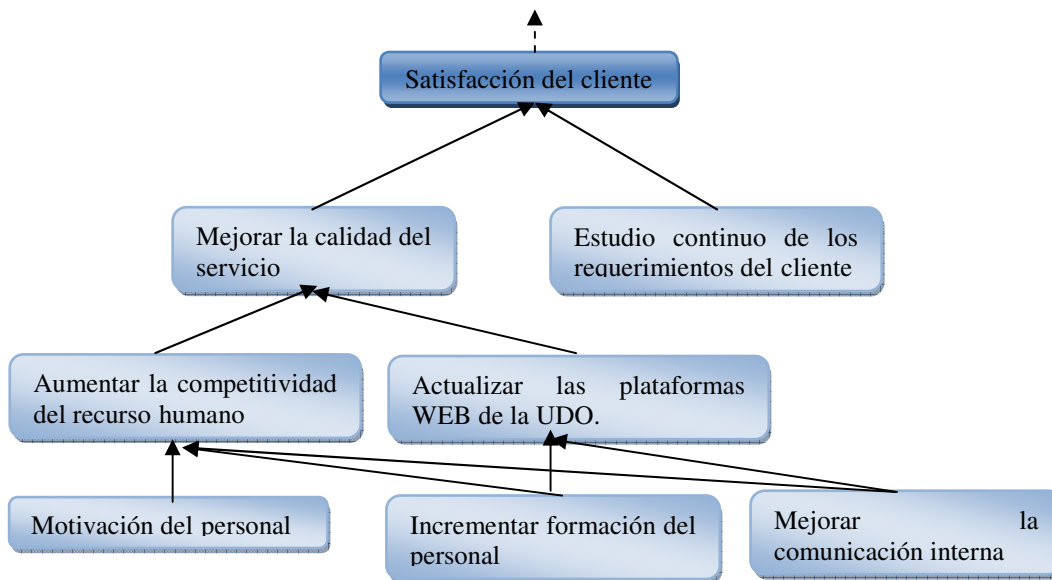 Satisfacción del cliente
Mejorar la calidad del
servicio
Estudio continuo de los
requerimientos del cliente
Aumentar la competitividad
del recurso humano
Actualizar las plataformas
WEB de la UDO.
Motivación del personal
Incrementar formación del
personal
Mejorar la
comunicación interna